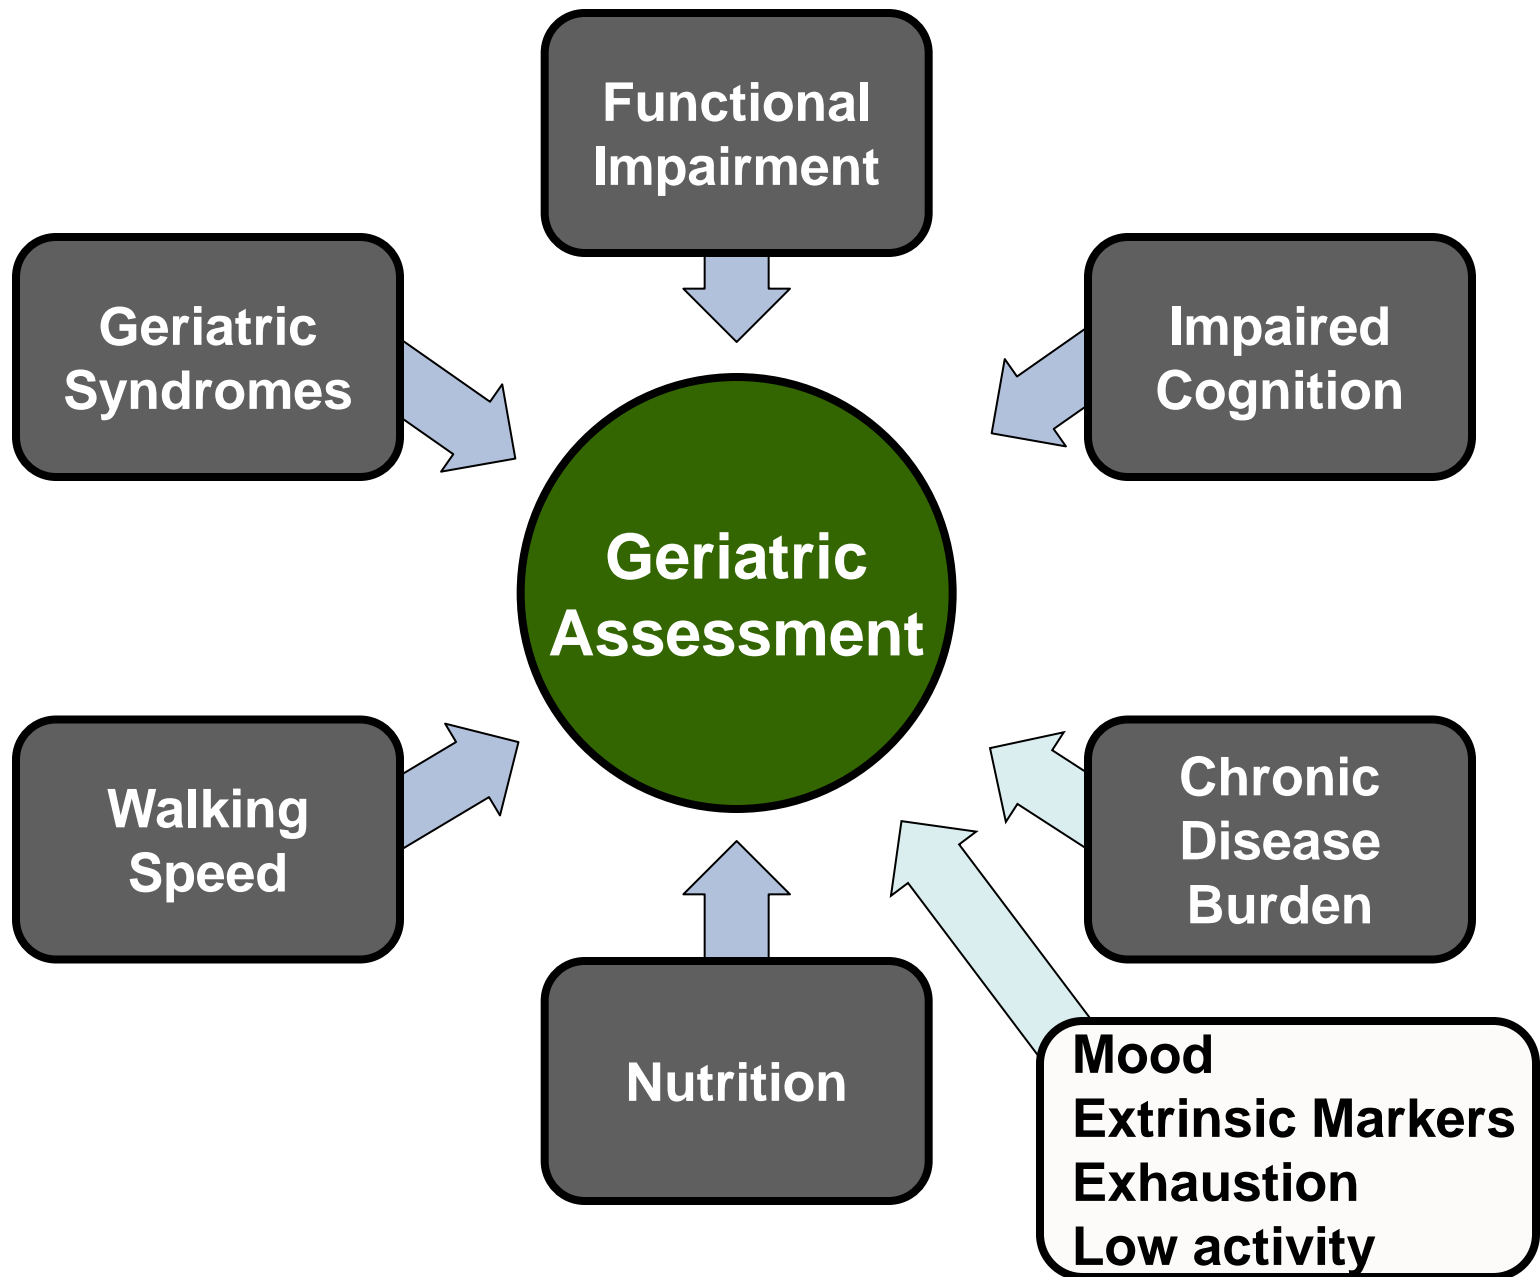 Functional
Impairment
Geriatric
Syndromes
Impaired
Cognition
Geriatric
Assessment
Walking
Speed
Chronic
Disease
Burden
Nutrition
Mood
Extrinsic Markers
Exhaustion
Low activity